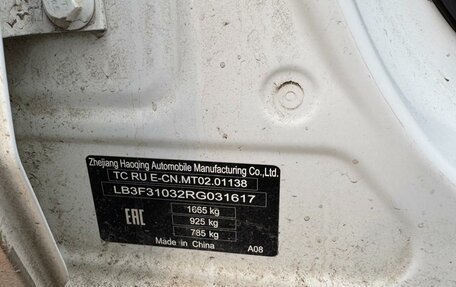 Zhejiang Haoqing Automobile Manufacturing Co.,Ltd.
TC RU E-CN.MT02.01138
LB3F31032RG031617
EAC
1665 kg
925 kg
785 kg
Made in China
A08